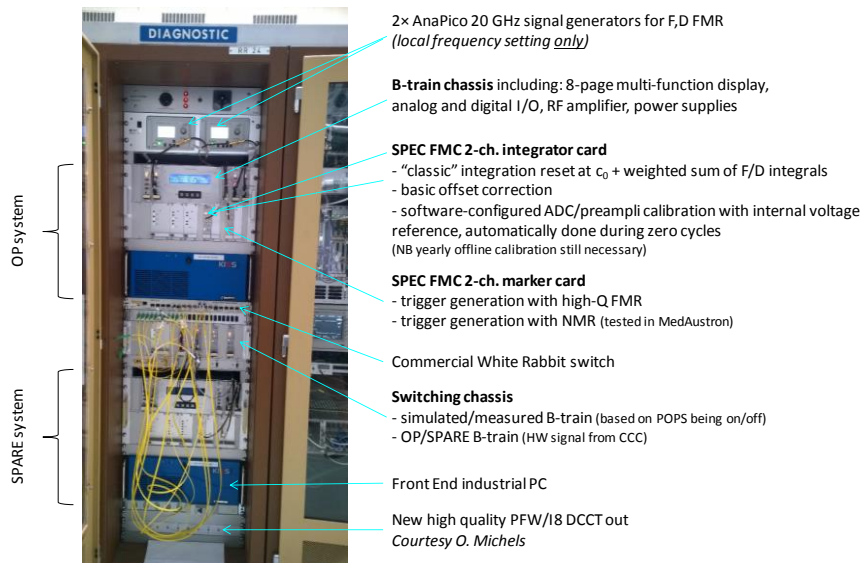 DIAGNOSTIC
RR 24
2× AnaPico 20 GHz signal generators for F,D FMR
(local frequency setting only)
B-train chassis including: 8-page multi-function display,
analog and digital I/O, RF amplifier, power supplies
SPEC FMC 2-ch. integrator card
- “classic” integration reset at c0 + weighted sum of F/D integrals
- basic offset correction
- software-configured ADC/preampli calibration with internal voltage
reference, automatically done during zero cycles
(NB yearly offline calibration still necessary)
SPEC FMC 2-ch. marker card
- trigger generation with high-Q FMR
- trigger generation with NMR (tested in MedAustron)
Commercial White Rabbit switch
Switching chassis
- simulated/measured B-train (based on POPS being on/off)
- OP/SPARE B-train (HW signal from CCC)
Front End industrial PC
New high quality PFW/I8 DCCT out
Courtesy O. Michels
OP system
SPARE system